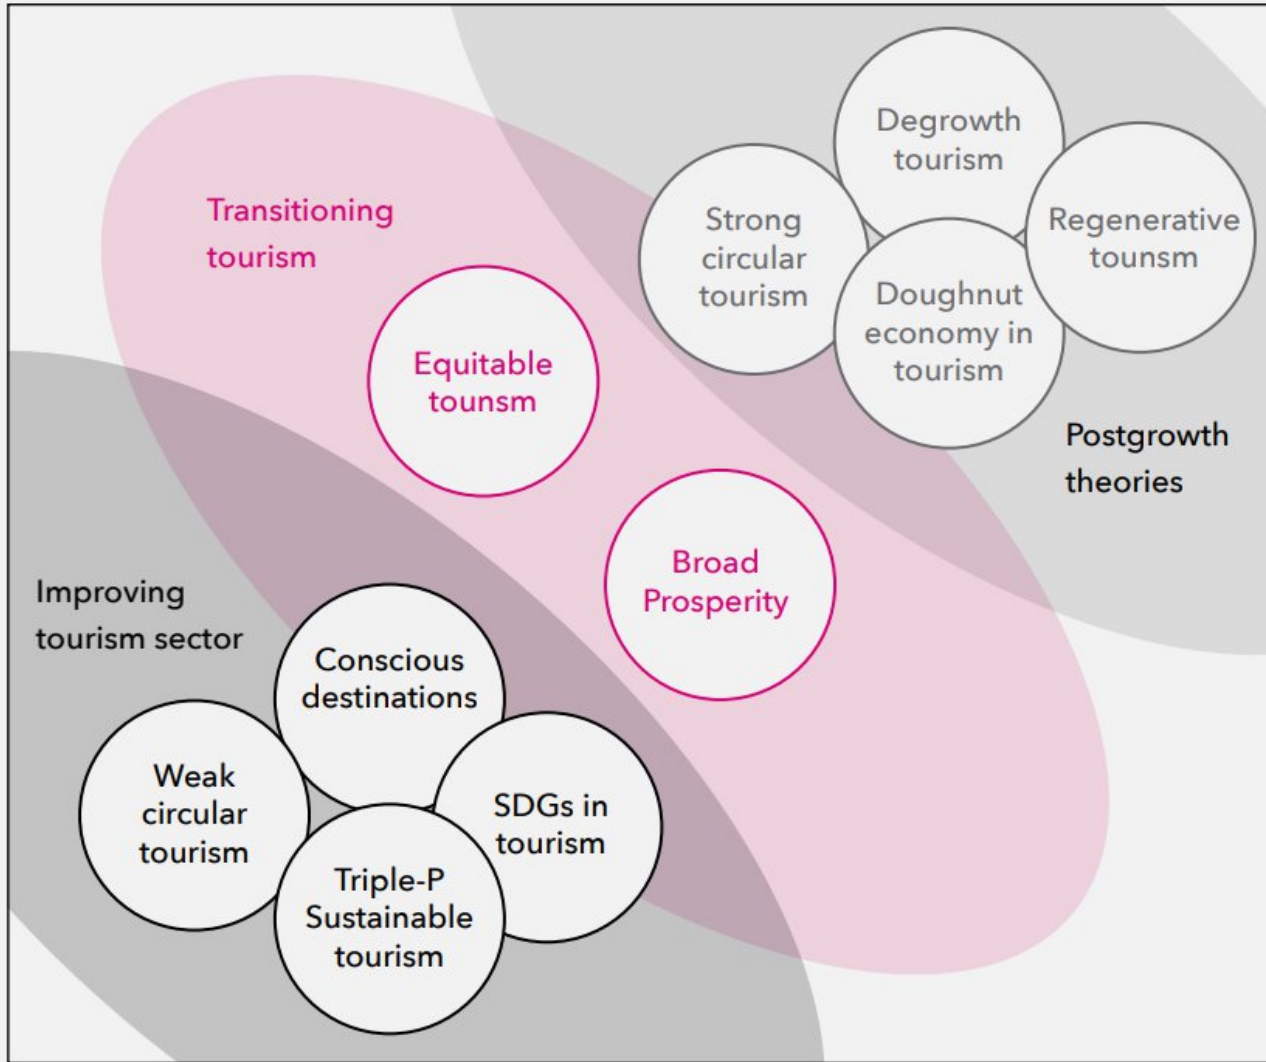 Degrowth
tourism
Strong
circular
tourism
Regenerative
tounsm
Doughnut
economy in
tourism
Postgrowth
theories
Transitioning
tourism
Equitable
tounsm
Broad
Prosperity
Improving
tourism sector
Conscious
destinations
Weak
circular
tourism
SDGs in
tourism
Triple-P
Sustainable
tourism